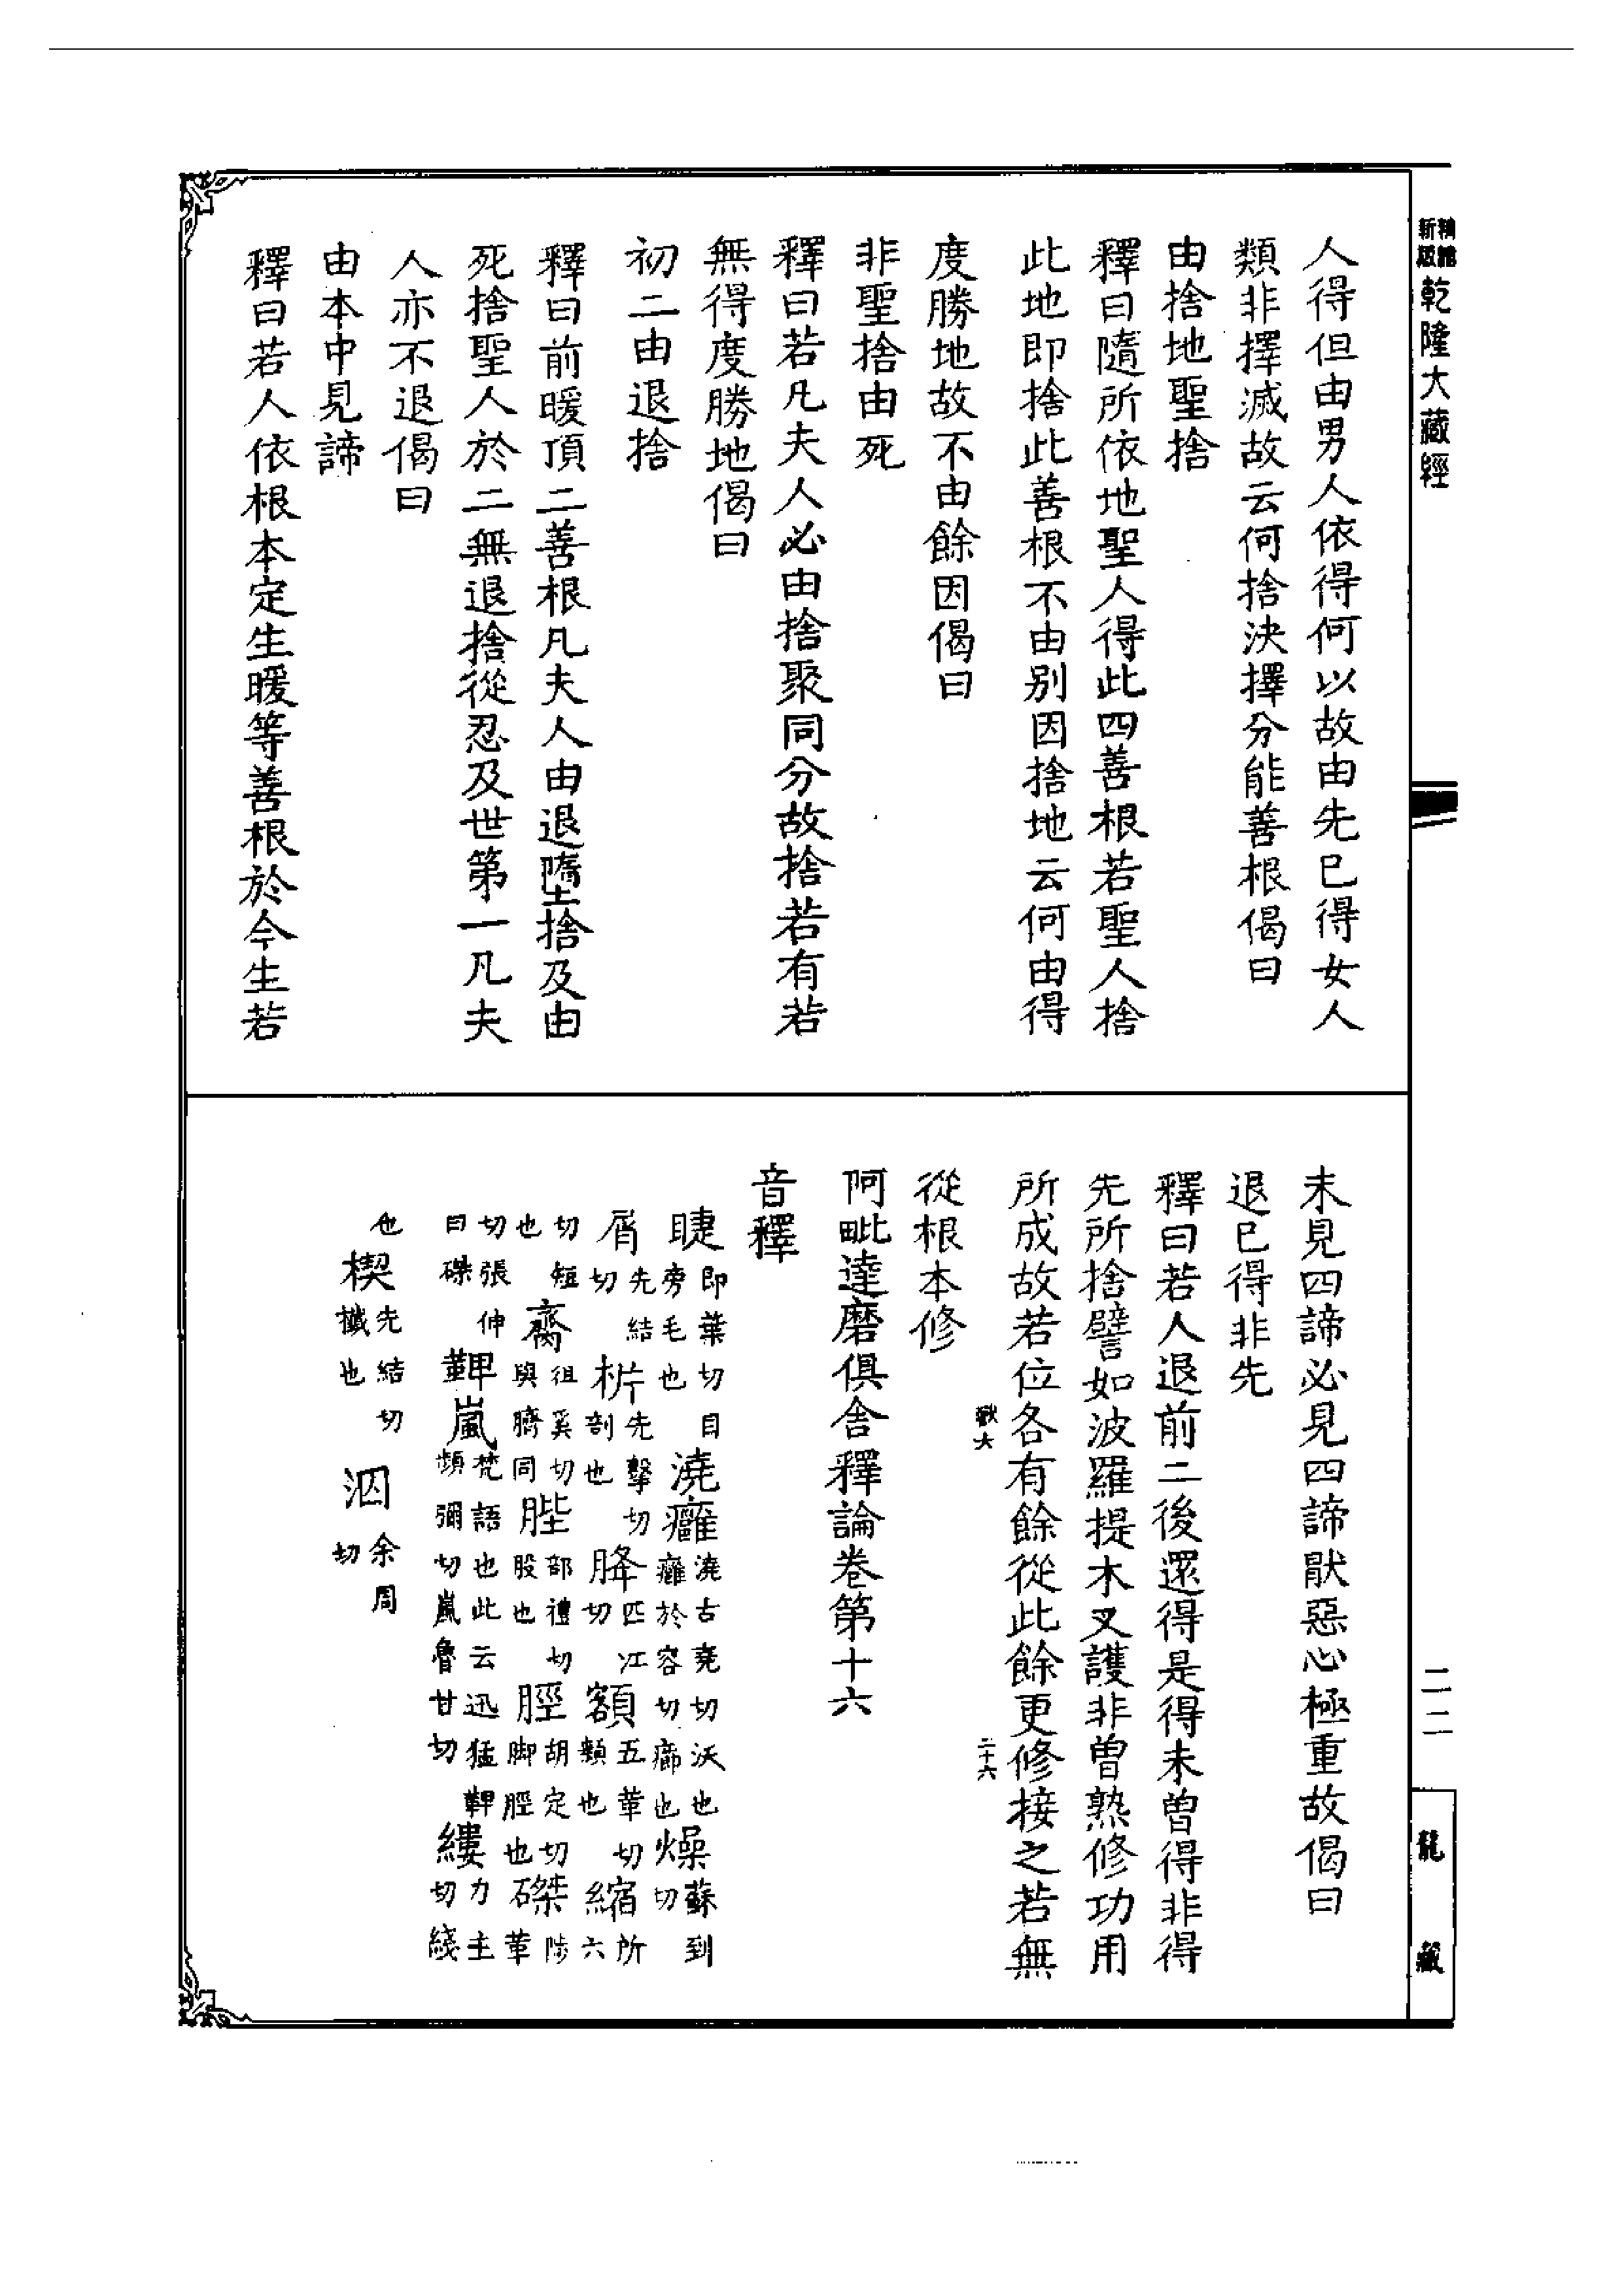 新版精縮乾隆大藏經
人得但由男人依得何以故由先已得女人
類非擇滅故云何捨決擇分能善根偈曰
由捨地聖捨
釋曰隨所依地聖人得此四善根若聖人捨
此地即捨此善根不由別因捨地云何由得
度勝地故不由餘因偈曰
非聖捨由死
釋曰若凡夫人必由捨聚同分故捨若有若
無得度勝地偈曰
初二由退捨
釋曰前暖頂二善根凡夫人由退墮捨及由
死捨聖人於二無退捨從忍及世第一凡夫
人亦不退偈曰
由本中見諦
釋曰若人依根本定生暖等善根於今生若
未見四諦必見四諦猒惡心極重故偈曰
退已得非先
釋曰若人退前二後還得是得未曾得非得
先所捨譬如波羅提木叉護非曾熟修功用
所成故若位各有餘從此餘更修接之若無
二十六
從根本修
阿毗達磨俱舍釋論卷第十六
音釋
睫即葉切目旁毛也 澆癰澆古堯切沃也癰於容切癤也 燥蘇到切
屑先結切 析先擊切剖也 胮匹江切 額五革切顙也 縮所六切短也
臠徂奚切與臍同 䏶部禮切股也 脛胡定切脚脛也 磔陟革切張伸曰磔
鞞嵐梵語也此云迅猛鞞頻彌切嵐魯甘切 縷力主切綫也
楔先結切櫼也 泅余周切
二二
龍藏